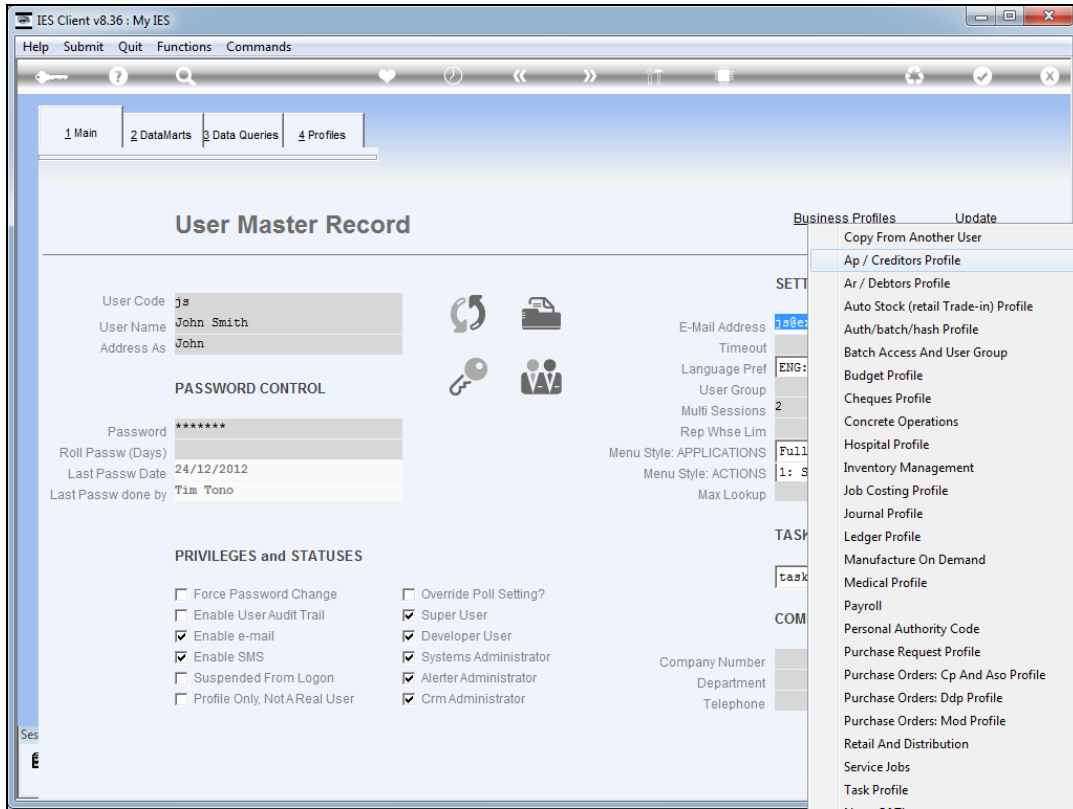 IES Client v8.36 : My IES
Help Submit Quit Functions Commands
1 Main
2 DataMarts
3 Data Queries
4 Profiles
User Master Record
Business Profiles
Update
User Code js
User Name John Smith
Address As John
PASSWORD CONTROL
Password *******
Roll Passw (Days)
Last Passw Date 24/12/2012
Last Passw done by Tim Tono
PRIVILEGES and STATUSES
Force Password Change
Enable User Audit Trail
Enable e-mail
Enable SMS
Suspended From Logon
Profile Only, Not A Real User
Override Poll Setting?
Super User
Developer User
Systems Administrator
Alerter Administrator
Crm Administrator
SETT
E-Mail Address
Timeout
Language Pref ENG:
User Group
Multi Sessions 2
Rep Whse Lim
Menu Style: APPLICATIONS Full
Menu Style: ACTIONS 1: S
Max Lookup
TASK
task
COM
Company Number
Department
Telephone
Copy From Another User
Ap / Creditors Profile
Ar / Debtors Profile
Auto Stock (retail Trade-in) Profile
Auth/batch/hash Profile
Batch Access And User Group
Budget Profile
Cheques Profile
Concrete Operations
Hospital Profile
Inventory Management
Job Costing Profile
Journal Profile
Ledger Profile
Manufacture On Demand
Medical Profile
Payroll
Personal Authority Code
Purchase Request Profile
Purchase Orders: Cp And Aso Profile
Purchase Orders: Ddp Profile
Purchase Orders: Mod Profile
Retail And Distribution
Service Jobs
Task Profile
Ses